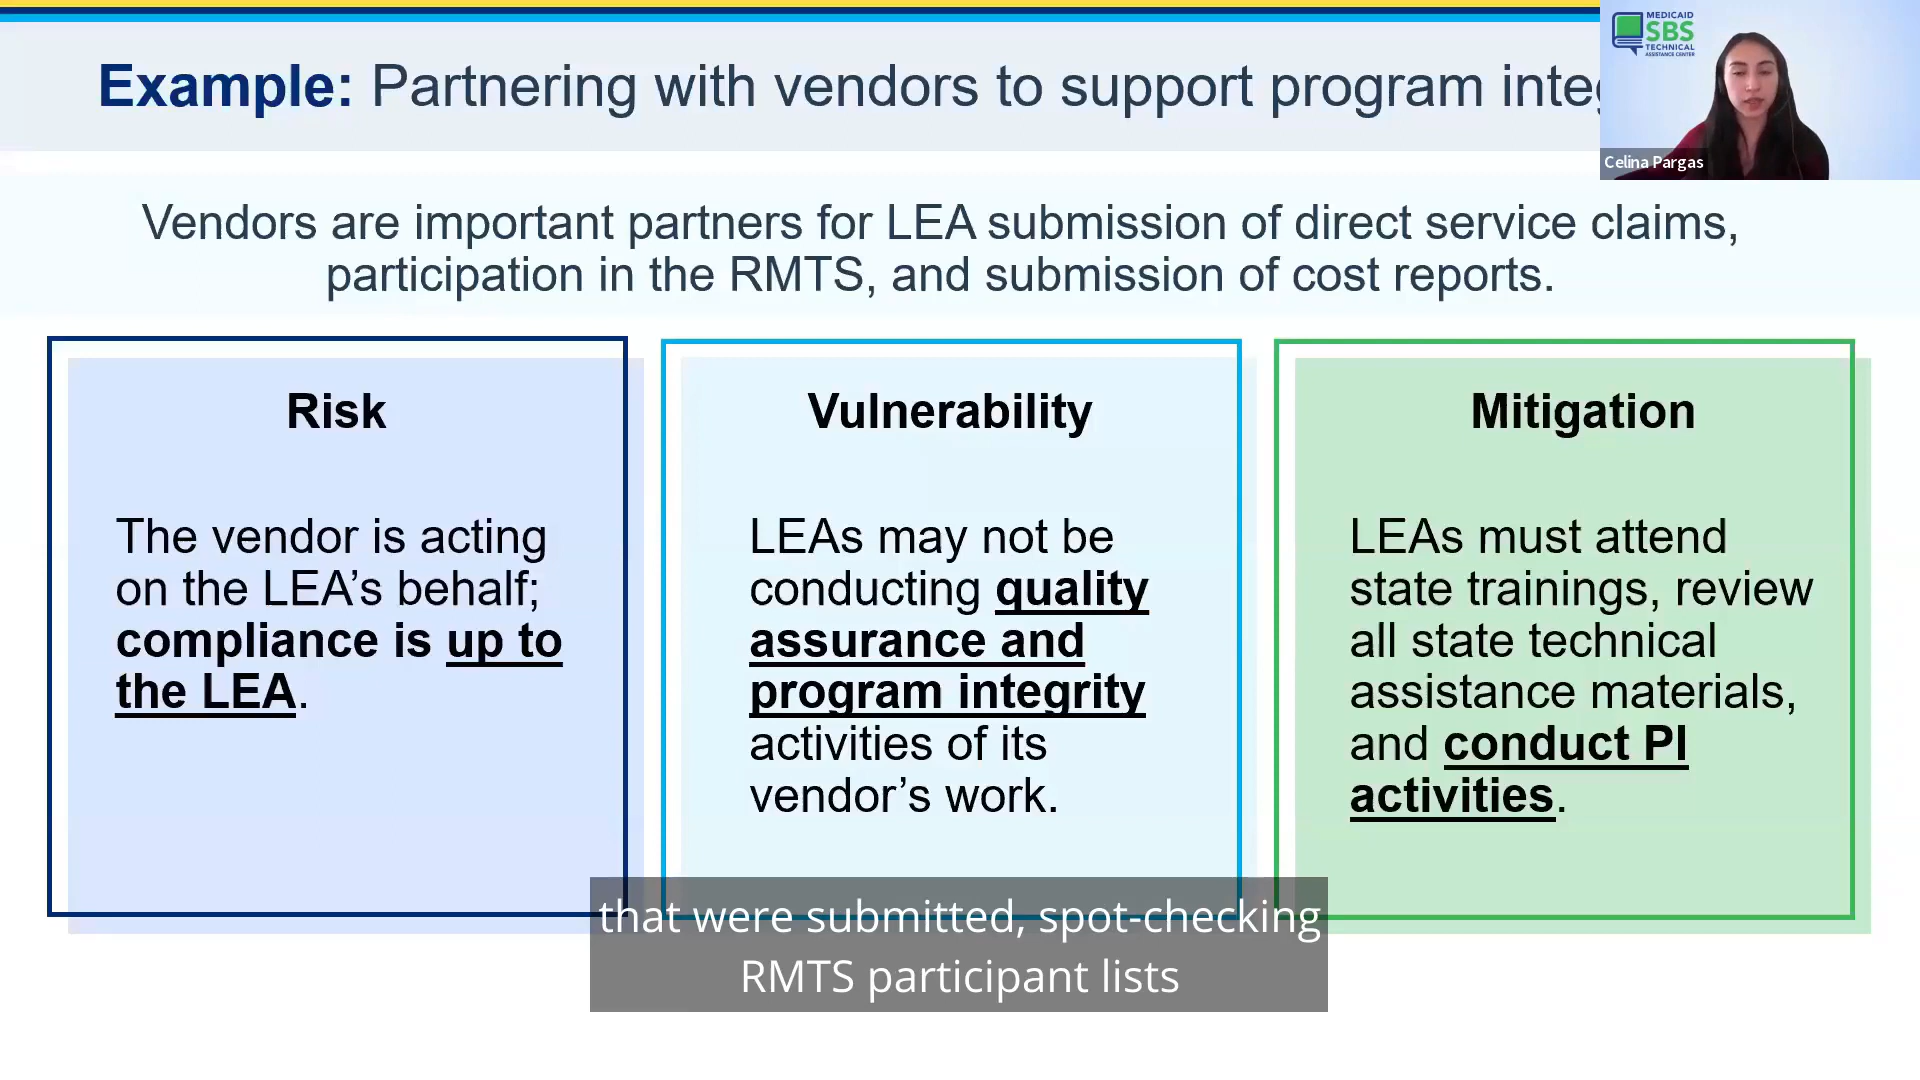 MEDICAID
SBS
TECHNICAL
ASSISTANCE CENTER
Example: Partnering with vendors to support program integ
Celina Pargas
Vendors are important partners for LEA submission of direct service claims,
participation in the RMTS, and submission of cost reports.
Risk
The vendor is acting
on the LEA’s behalf;
compliance is up to
the LEA.
Vulnerability
LEAs may not be
conducting quality
assurance and
program integrity
activities of its
vendor’s work.
Mitigation
LEAs must attend
state trainings, review
all state technical
assistance materials,
and conduct PI
activities.
that were submitted, spot-checking
RMTS participant lists